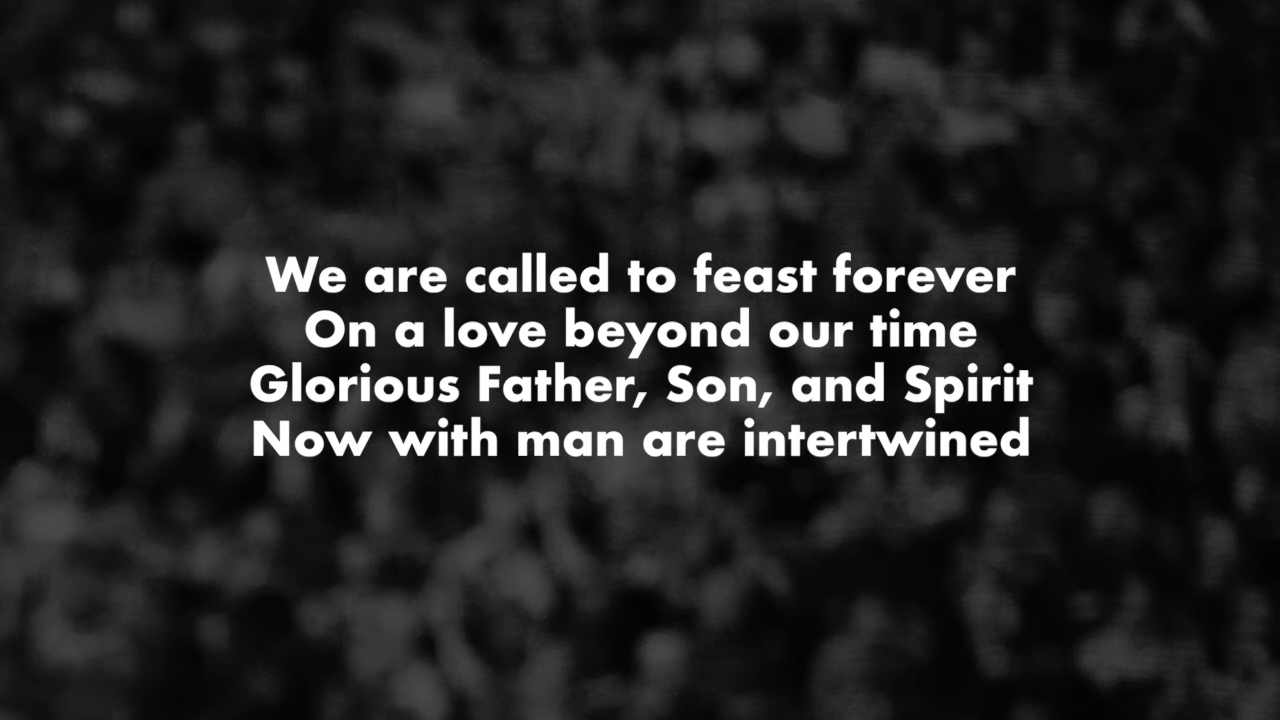 We are called to feast forever
On a love beyond our time
Glorious Father, Son, and Spirit
Now with man are intertwined